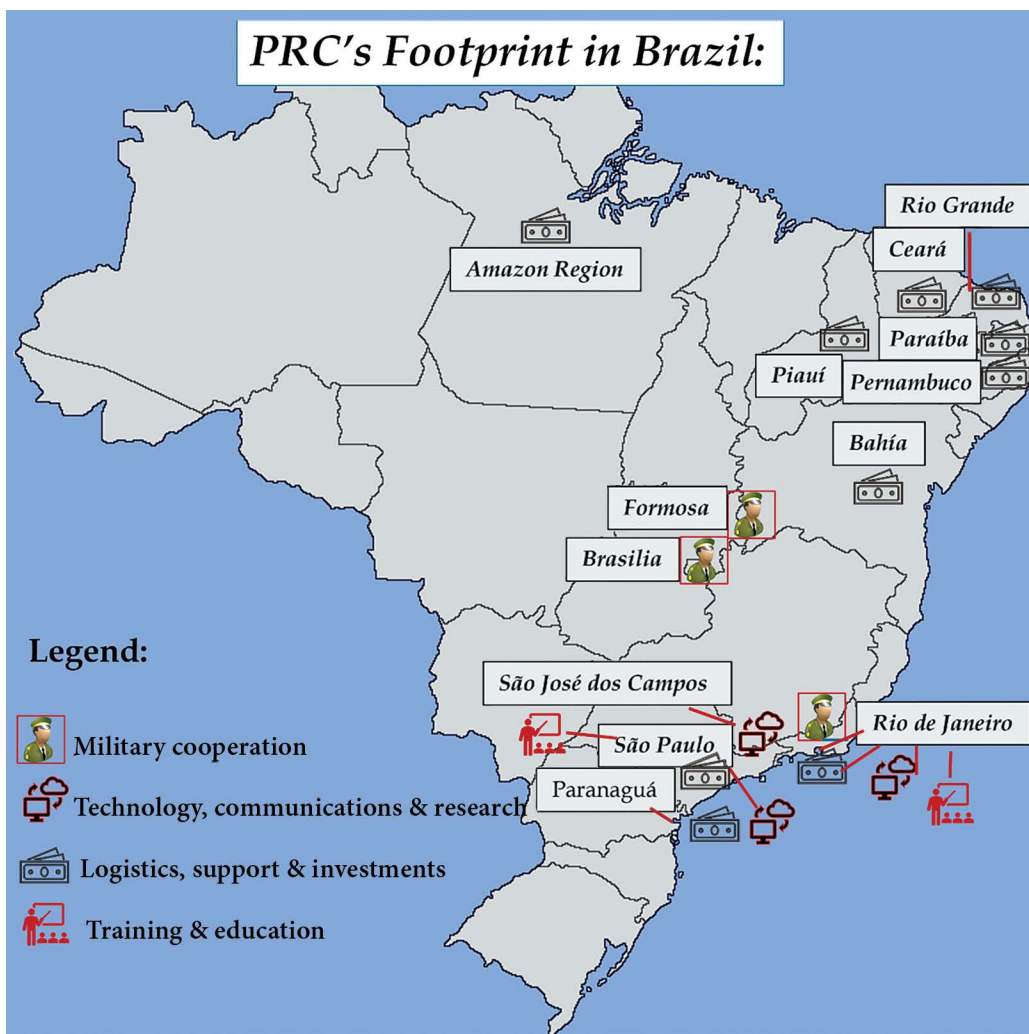 PRC's Footprint in Brazil:
Rio Grande
Ceará
Amazon Region
Paraíba
Piauí
Pernambuco
Bahía
Formosa
Brasilia
Legend:
São José dos Campos
Rio de Janeiro
São Paulo
Military cooperation
Paranaguá
Technology, communications & research
Logistics, support & investments
Training & education